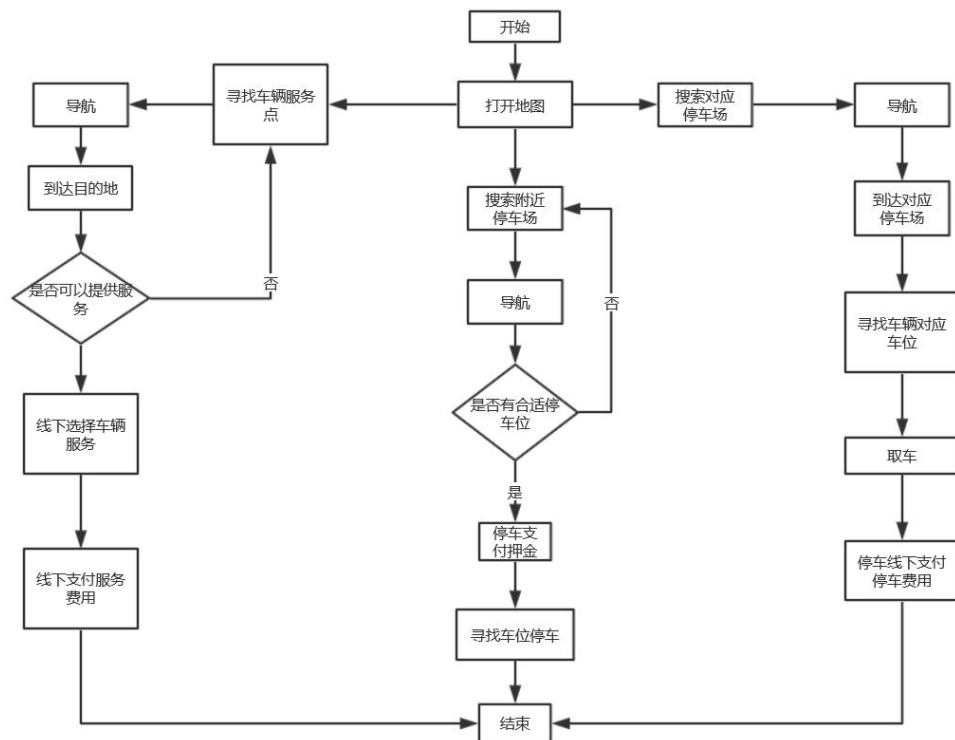 开始
寻找车辆服务
点
导航
打开地图
搜索对应
停车场
导航
到达目的地
搜索附近
停车场
到达对应
停车场
是否可以提供服
务
否
导航
否
寻找车辆对应
车位
线下选择车辆
服务
是否有合适停
车位
取车
是
停车支
付押金
线下支付服务
费用
停车线下支付
停车费用
寻找车位停车
结束